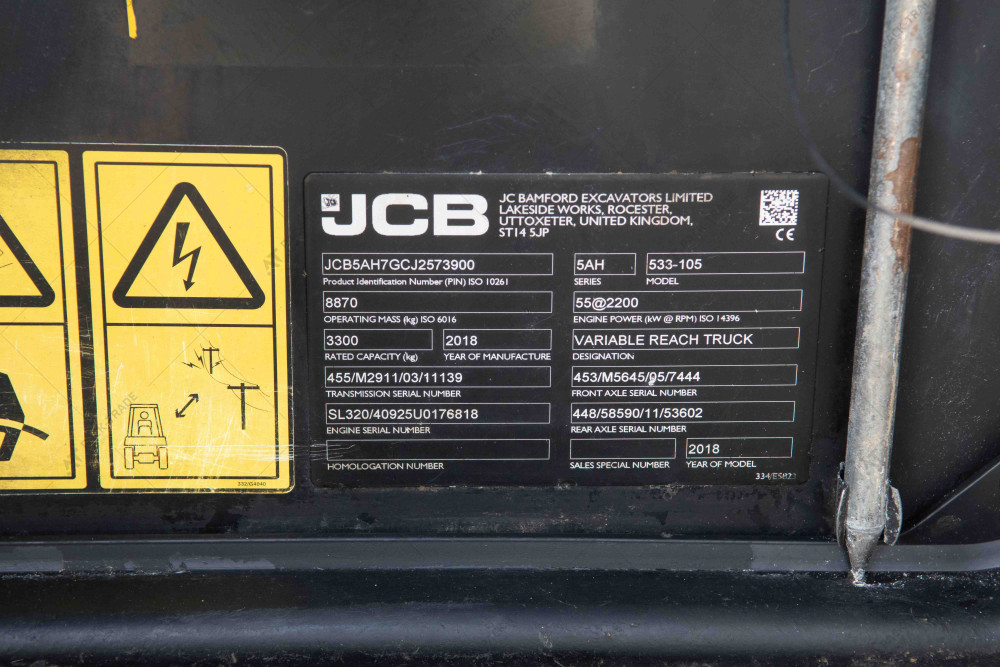 JCB
JC BAMFORD EXCAVATORS LIMITED
LAKESIDE WORKS, ROCESTER,
UTTOXETER, UNITED KINGDOM,
ST14 5JP
CE
JCB5AH7GCJ2573900
Product Identification Number (PIN) ISO 10261
5AH
SERIES
533-105
MODEL
8870
OPERATING MASS (kg) ISO 6016
55@2200
ENGINE POWER (kW @ RPM) ISO 14396
3300
RATED CAPACITY (kg)
2018
YEAR OF MANUFACTURE
VARIABLE REACH TRUCK
DESIGNATION
455/M2911/03/11139
TRANSMISSION SERIAL NUMBER
453/M5645/05/7444
FRONT AXLE SERIAL NUMBER
SL320/40925U0176818
ENGINE SERIAL NUMBER
448/58590/11/53602
REAR AXLE SERIAL NUMBER
HOMOLOGATION NUMBER
SALES SPECIAL NUMBER
2018
YEAR OF MODEL
332/G4040